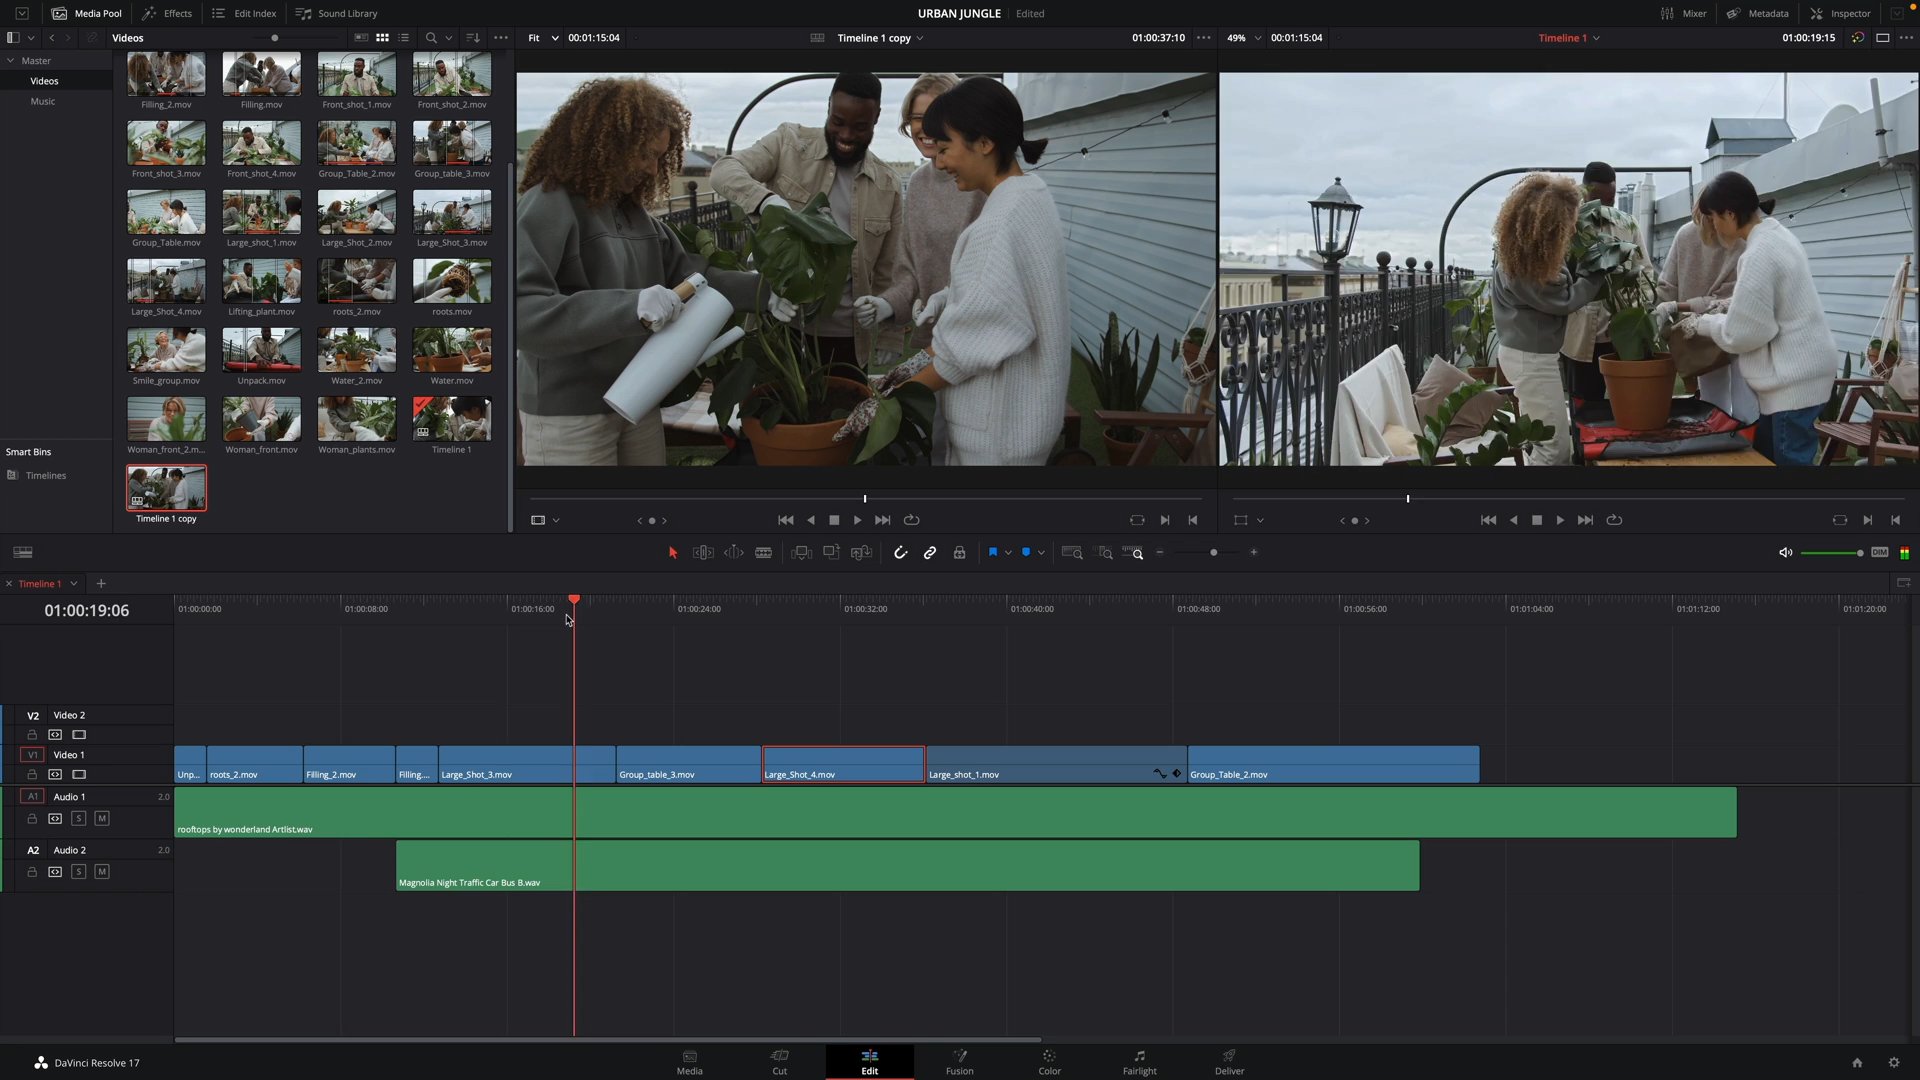 Media Pool Effects Edit Index Sound Library URBAN JUNGLE Edited Mixer Metadata Inspector
Videos Fit 00:01:15:04 Timeline 1 copy 01:00:37:10 49% 00:01:15:04 Timeline 1 01:00:19:15
Master
Videos
Music
Filling_2.mov Filling.mov Front_shot_1.mov Front_shot_2.mov
Front_shot_3.mov Front_shot_4.mov Group_Table_2.mov Group_table_3.mov
Group_Table.mov Large_shot_1.mov Large_Shot_2.mov Large_Shot_3.mov
Large_Shot_4.mov Lifting_plant.mov roots_2.mov roots.mov
Smile_group.mov Unpack.mov Water_2.mov Water.mov
Woman_front_2.m... Woman_front.mov Woman_plants.mov Timeline 1
Timeline 1 copy
Smart Bins
Timelines
DIM
Timeline 1
01:00:19:06
01:00:00:00 01:00:08:00 01:00:16:00 01:00:24:00 01:00:32:00 01:00:40:00 01:00:48:00 01:00:56:00 01:01:04:00 01:01:12:00 01:01:20:00
V2 Video 2
V1 Video 1
Unp... roots_2.mov Filling_2.mov Filling.... Large_Shot_3.mov Group_table_3.mov Large_Shot_4.mov Large_shot_1.mov Group_Table_2.mov
A1 Audio 1 2.0
S M
rooftops by wonderland Artlist.wav
A2 Audio 2 2.0
S M
Magnolia Night Traffic Car Bus B.wav
DaVinci Resolve 17
Media Cut Edit Fusion Color Fairlight Deliver